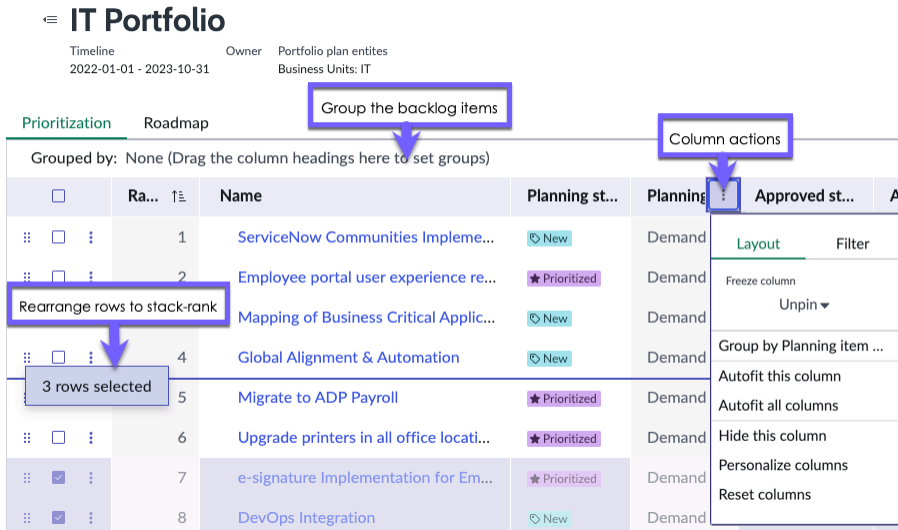 IT Portfolio
Timeline Owner Portfolio plan entites
2022-01-01 - 2023-10-31 Business Units: IT
Group the backlog items
Prioritization Roadmap
Column actions
Grouped by: None (Drag the column headings here to set groups)
Ra... Name Planning st... Planning Approved st... A
1 ServiceNow Communities Impleme... New Demand
Layout Filter
2 Employee portal user experience re... Prioritized Demand
Freeze column
Rearrange rows to stack-rank
Unpin
Mapping of Business Critical Applic... New Demand
Group by Planning item ...
4 Global Alignment & Automation New Demand
Autofit this column
3 rows selected
5 Migrate to ADP Payroll Prioritized Demand
Autofit all columns
6 Upgrade printers in all office locati... Prioritized Demand
Hide this column
Personalize columns
7 e-signature Implementation for Em... Prioritized Demand
Reset columns
8 DevOps Integration New Demand